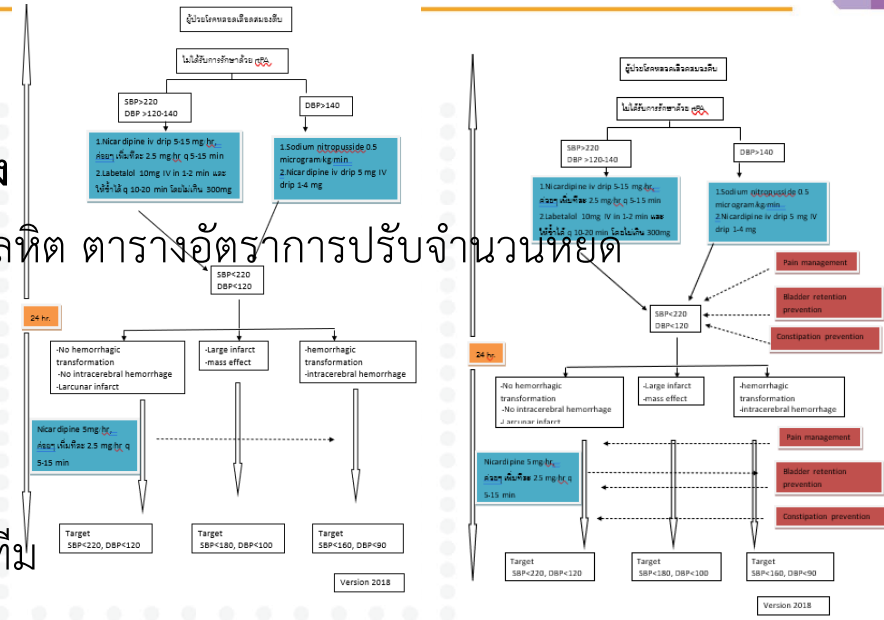 ผู้ป่วยโรคหลอดเลือดสมองตีบ
ไม่ได้รับการรักษาด้วย rtPA
SBP>220
DBP >120-140
DBP>140
1.Nicardipine iv drip 5-15 mg/hr,
ค่อยๆ เพิ่มทีละ 2.5 mg/hr q 5-15 min
2.Labetalol 10mg IV in 1-2 min และ
ให้ซ้ำได้ q 10-20 min โดยไม่เกิน 300mg
1.Sodium nitropusside 0.5
microgram/kg/min
2.Nicardipine iv drip 5 mg IV
drip 1-4 mg
ง
ลหิต ตารางอัตราการปรับจำนวนหยด
SBP<220
DBP<120
24 hr.
-No hemorrhagic
transformation
-No intracerebral hemorrhage
-Larcunar infarct
-Large infarct
-mass effect
-hemorrhagic
transformation
-intracerebral hemorrhage
Nicardipine 5mg/hr,
ค่อยๆ เพิ่มทีละ 2.5 mg/hr q
5-15 min
ทีม
Target
SBP<220, DBP<120
Target
SBP<180, DBP<100
Target
SBP<160, DBP<90
Version 2018
ผู้ป่วยโรคหลอดเลือดสมองตีบ
ไม่ได้รับการรักษาด้วย rtPA
SBP>220
DBP >120-140
DBP>140
1.Nicardipine iv drip 5-15 mg/hr,
ค่อยๆ เพิ่มทีละ 2.5 mg/hr q 5-15 min
2.Labetalol 10mg IV in 1-2 min และ
ให้ซ้ำได้ q 10-20 min โดยไม่เกิน 300mg
1.Sodium nitropusside 0.5
microgram/kg/min
2.Nicardipine iv drip 5 mg IV
drip 1-4 mg
Pain management
Bladder retention
prevention
Constipation prevention
SBP<220
DBP<120
24 hr.
-No hemorrhagic
transformation
-No intracerebral hemorrhage
-Larcunar infarct
-Large infarct
-mass effect
-hemorrhagic
transformation
-intracerebral hemorrhage
Pain management
Bladder retention
prevention
Constipation prevention
Nicardipine 5mg/hr,
ค่อยๆ เพิ่มทีละ 2.5 mg/hr q
5-15 min
Target
SBP<220, DBP<120
Target
SBP<180, DBP<100
Target
SBP<160, DBP<90
Version 2018